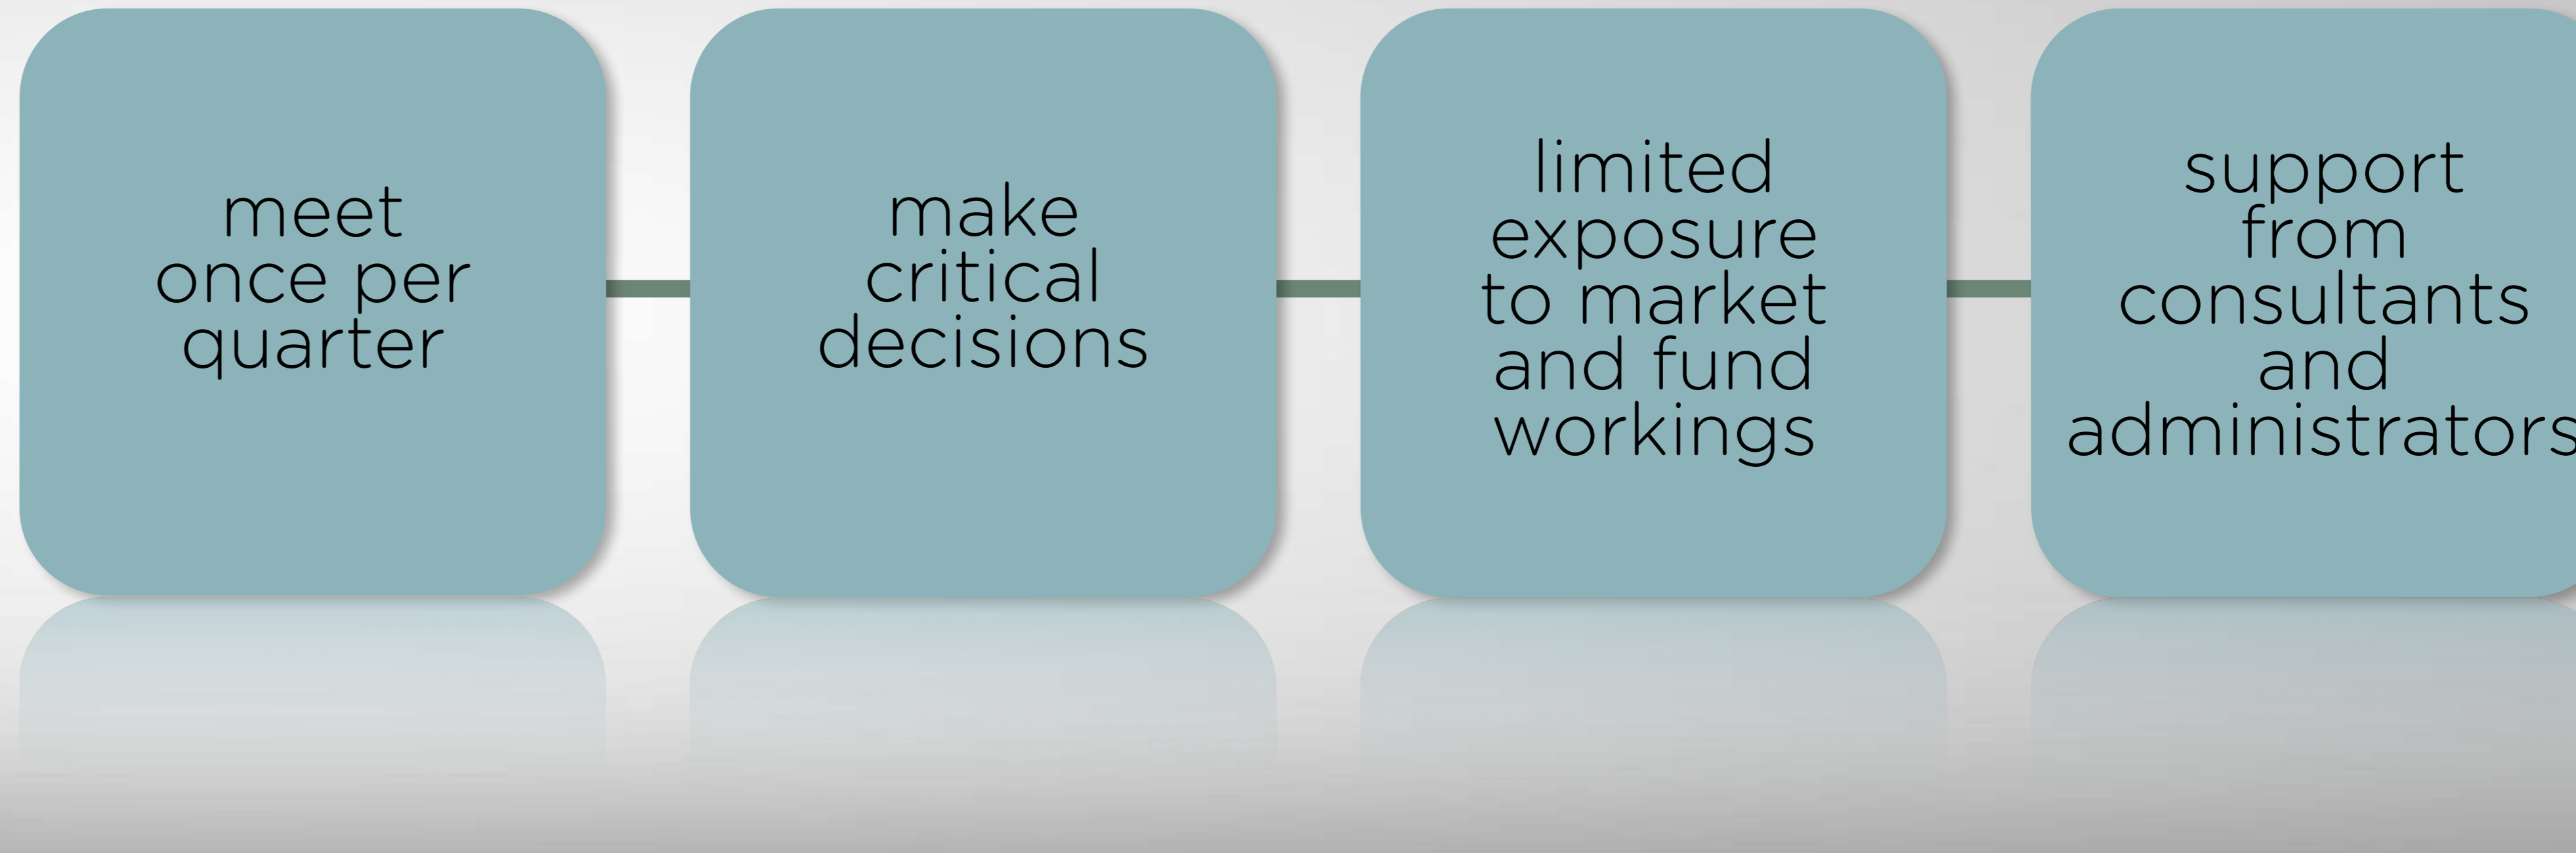 meet
once per
quarter
make
critical
decisions
limited
exposure
to market
and fund
workings
support
from
consultants
and
administrators